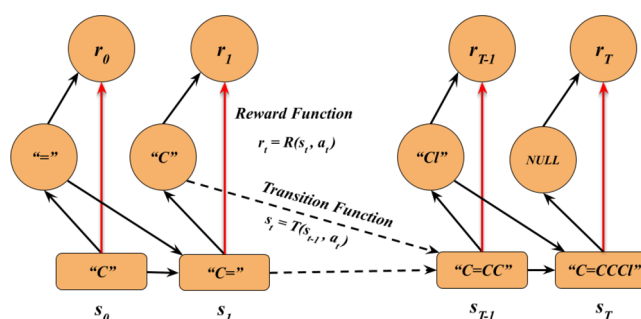 r0
r1
rT-1
rT
Reward Function
rt = R(st, at)
“=”
“C”
“Cl”
NULL
Transition Function
st = T(st-1, at)
“C”
“C=”
“C=CC”
“C=CCCl”
s0
s1
sT-1
sT